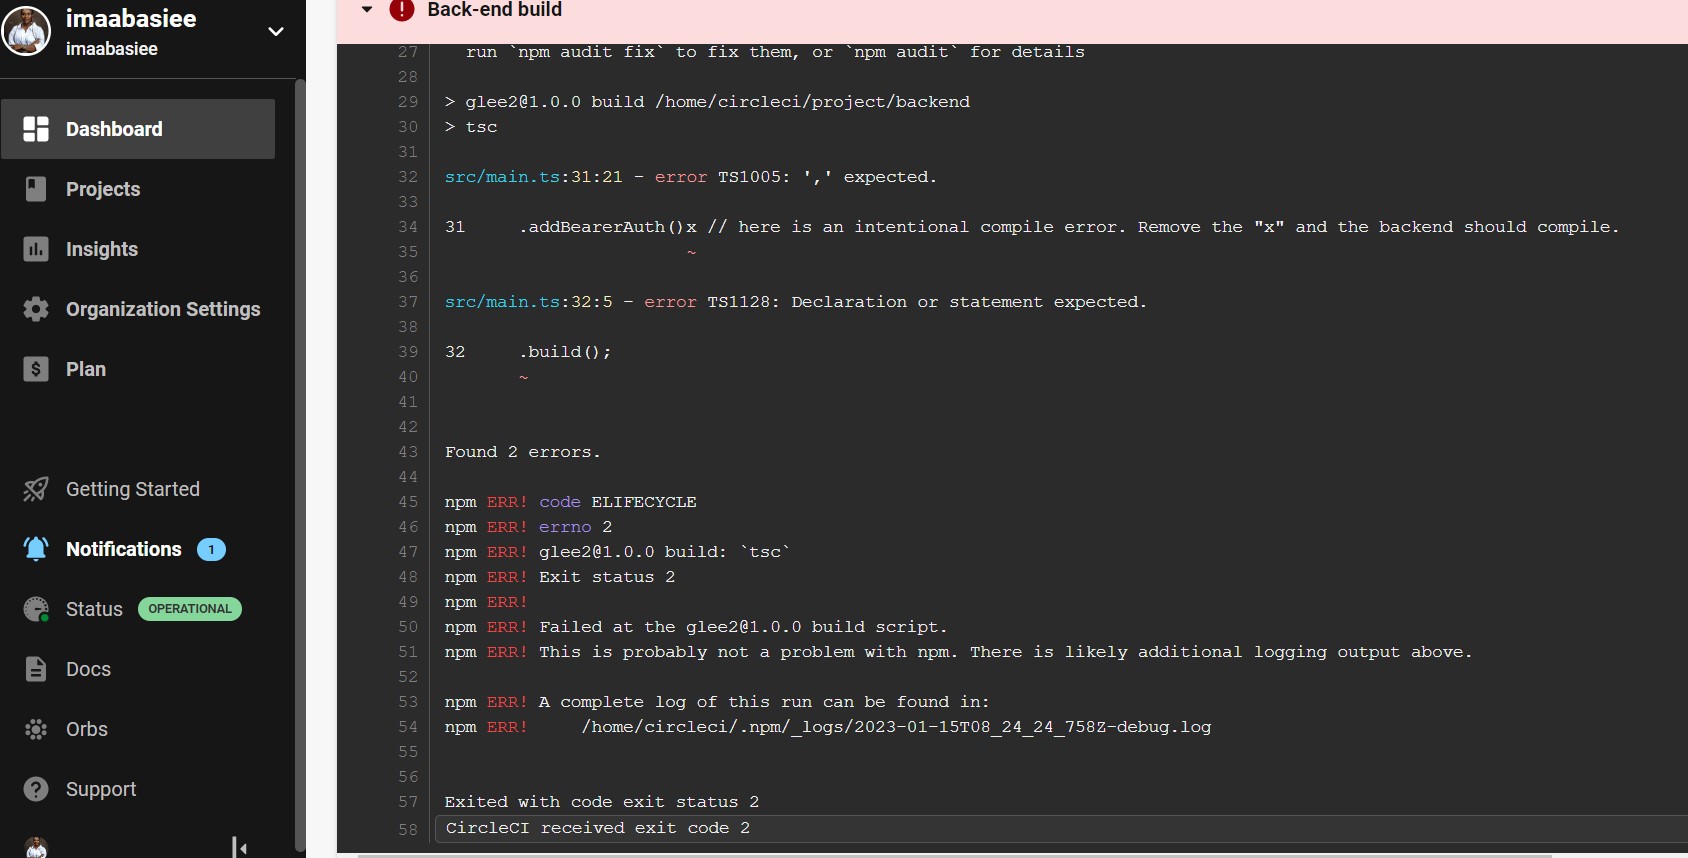 imaabasiee
imaabasiee
Dashboard
Projects
Insights
Organization Settings
$ Plan
Getting Started
Notifications 1
Status OPERATIONAL
Docs
Orbs
? Support
! Back-end build
27 run `npm audit fix` to fix them, or `npm audit` for details
28
29 > glee2@1.0.0 build /home/circleci/project/backend
30 > tsc
31
32 src/main.ts:31:21 - error TS1005: ',' expected.
33
34 31 .addBearerAuth()x // here is an intentional compile error. Remove the "x" and the backend should compile.
35 ~
36
37 src/main.ts:32:5 - error TS1128: Declaration or statement expected.
38
39 32 .build();
40 ~
41
42
43 Found 2 errors.
44
45 npm ERR! code ELIFECYCLE
46 npm ERR! errno 2
47 npm ERR! glee2@1.0.0 build: `tsc`
48 npm ERR! Exit status 2
49 npm ERR!
50 npm ERR! Failed at the glee2@1.0.0 build script.
51 npm ERR! This is probably not a problem with npm. There is likely additional logging output above.
52
53 npm ERR! A complete log of this run can be found in:
54 npm ERR! /home/circleci/.npm/_logs/2023-01-15T08_24_24_758Z-debug.log
55
56
57 Exited with code exit status 2
58 CircleCI received exit code 2